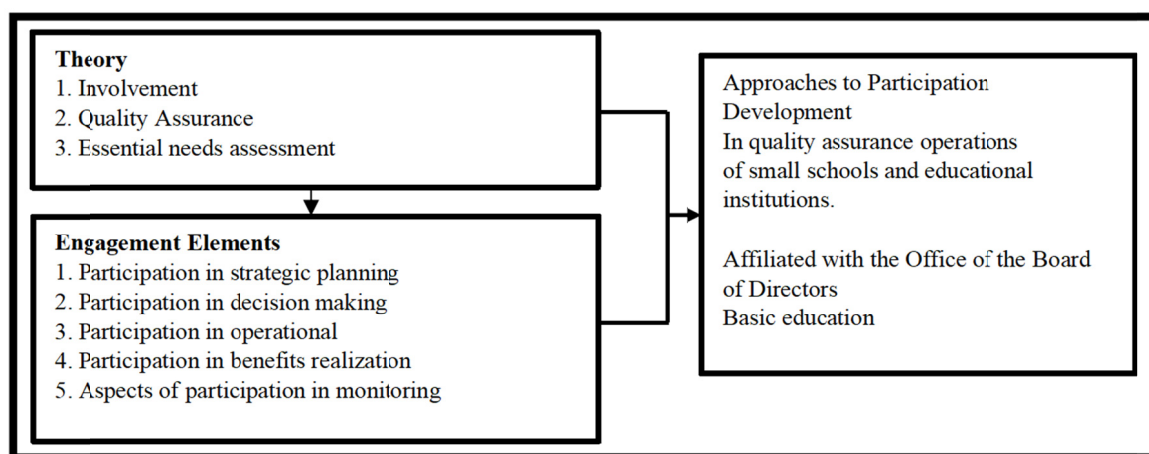 Theory
1. Involvement
2. Quality Assurance
3. Essential needs assessment
Engagement Elements
1. Participation in strategic planning
2. Participation in decision making
3. Participation in operational
4. Participation in benefits realization
5. Aspects of participation in monitoring
Approaches to Participation
Development
In quality assurance operations
of small schools and educational
institutions.
Affiliated with the Office of the Board
of Directors
Basic education